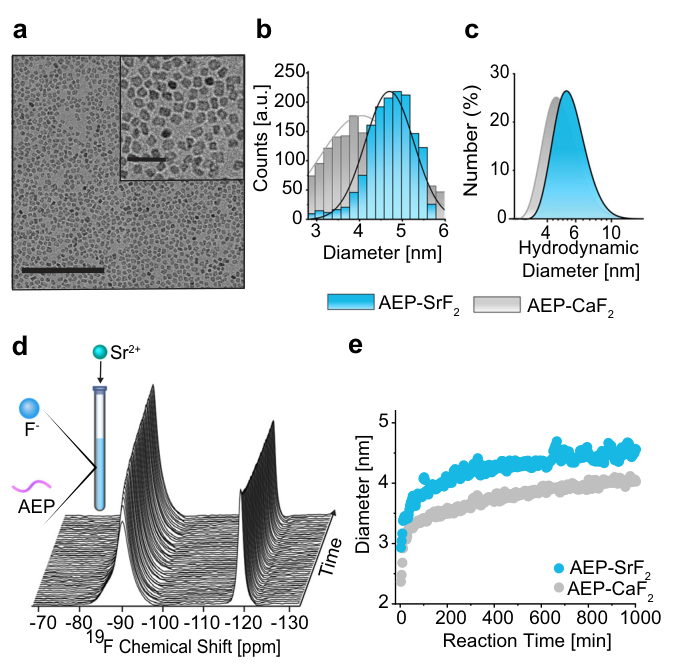 a
b
250
200
150
100
50
0
Counts [a.u.]
3 4 5 6
Diameter [nm]
c
30
20
10
0
Number (%)
4 6 10
Hydrodynamic
Diameter [nm]
AEP-SrF₂
AEP-CaF₂
d
Sr²⁺
F⁻
AEP
Time
-70 -80 -90 -100 -110 -120 -130
¹⁹F Chemical Shift [ppm]
e
5
4
3
2
Diameter [nm]
AEP-SrF₂
AEP-CaF₂
0 200 400 600 800 1000
Reaction Time [min]